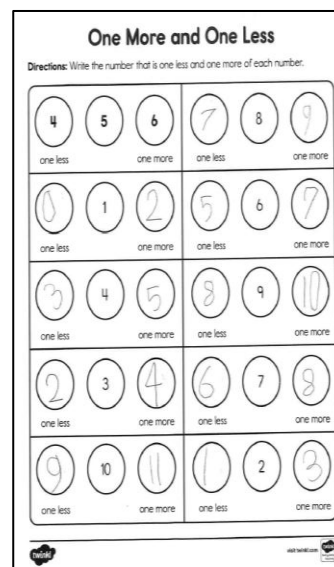 One More and One Less
Directions: Write the number that is one less and one more of each number.
4 5 6 7 8 9
one less one more one less one more
0 1 2 5 6 7
one less one more one less one more
3 4 5 8 9 10
one less one more one less one more
2 3 4 6 7 8
one less one more one less one more
9 10 11 1 2 3
one less one more one less one more
twinkl visit twinkl.com